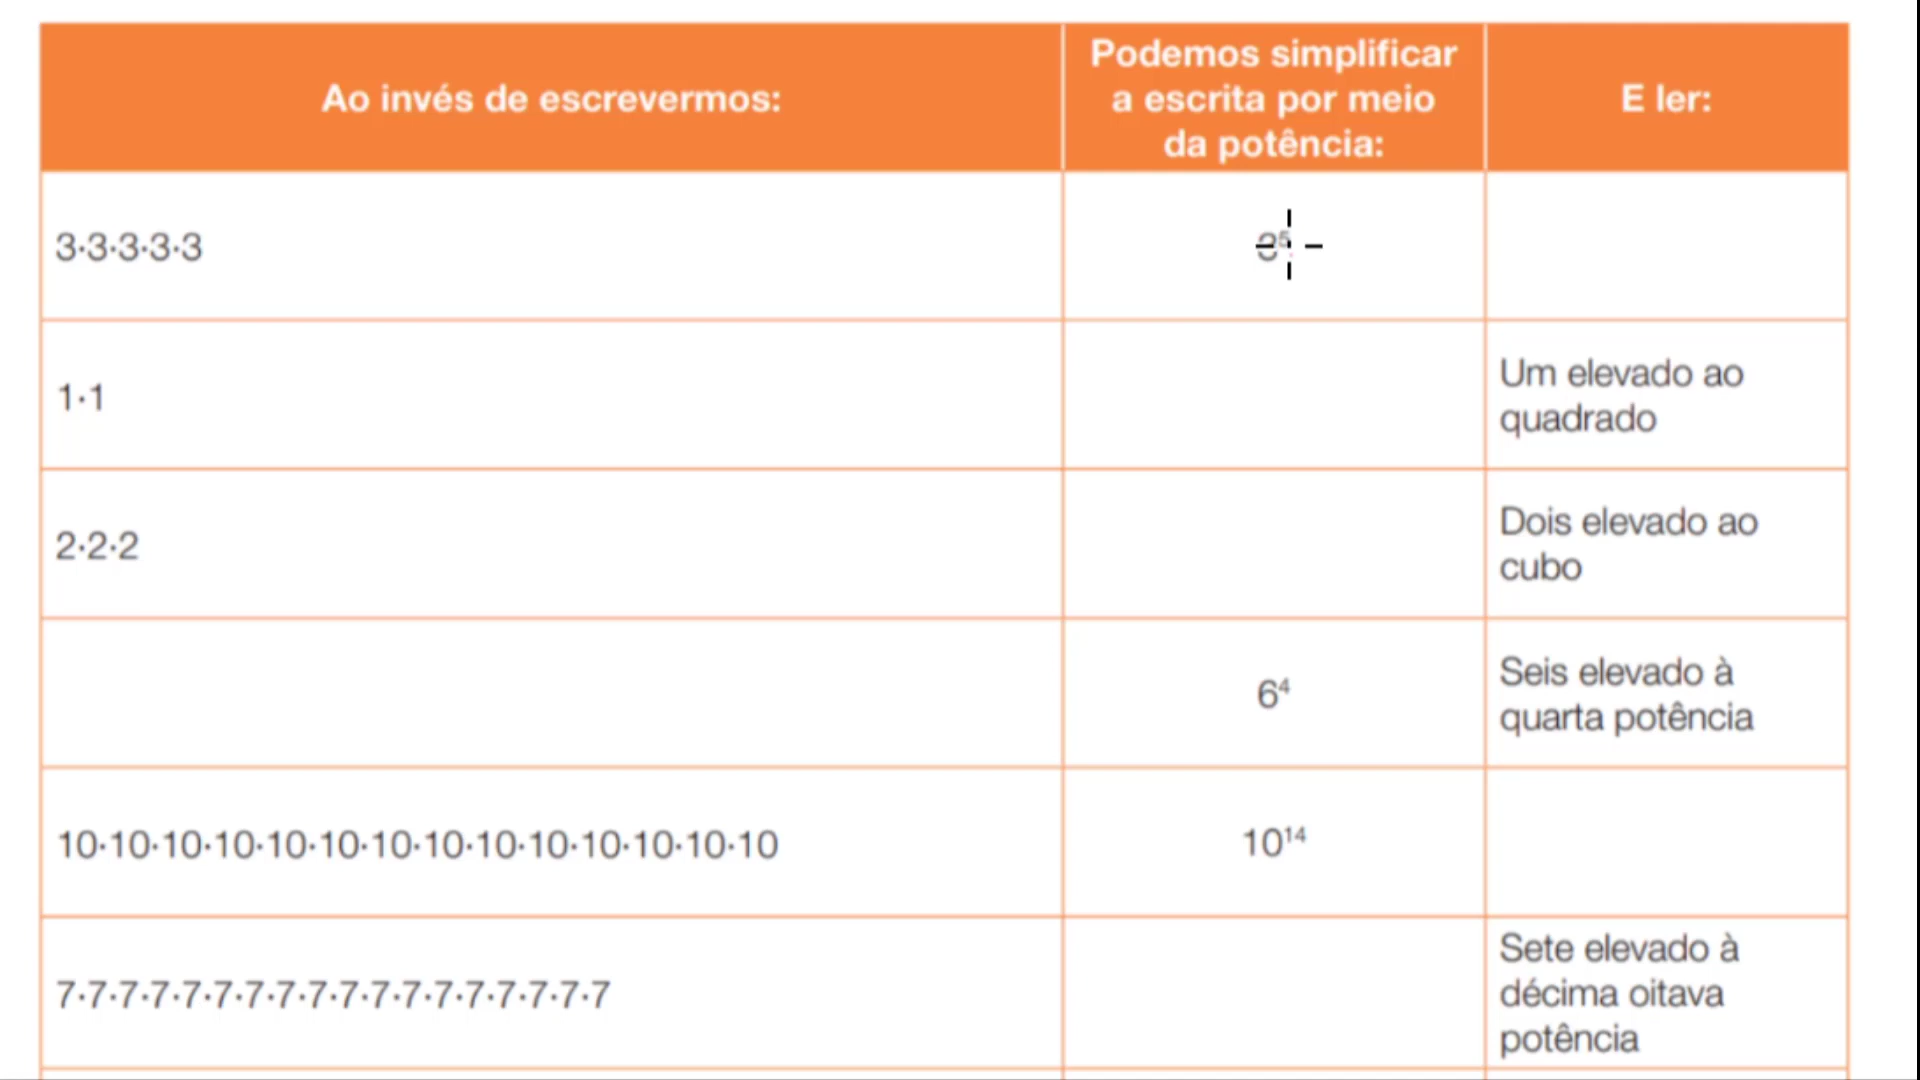 Ao invés de escrevermos:
Podemos simplificar
a escrita por meio
da potência:
E ler:
3·3·3·3·3
3⁵
1·1
Um elevado ao
quadrado
2·2·2
Dois elevado ao
cubo
6⁴
Seis elevado à
quarta potência
10·10·10·10·10·10·10·10·10·10·10·10·10·10
10¹⁴
7·7·7·7·7·7·7·7·7·7·7·7·7·7·7·7·7·7
Sete elevado à
décima oitava
potência